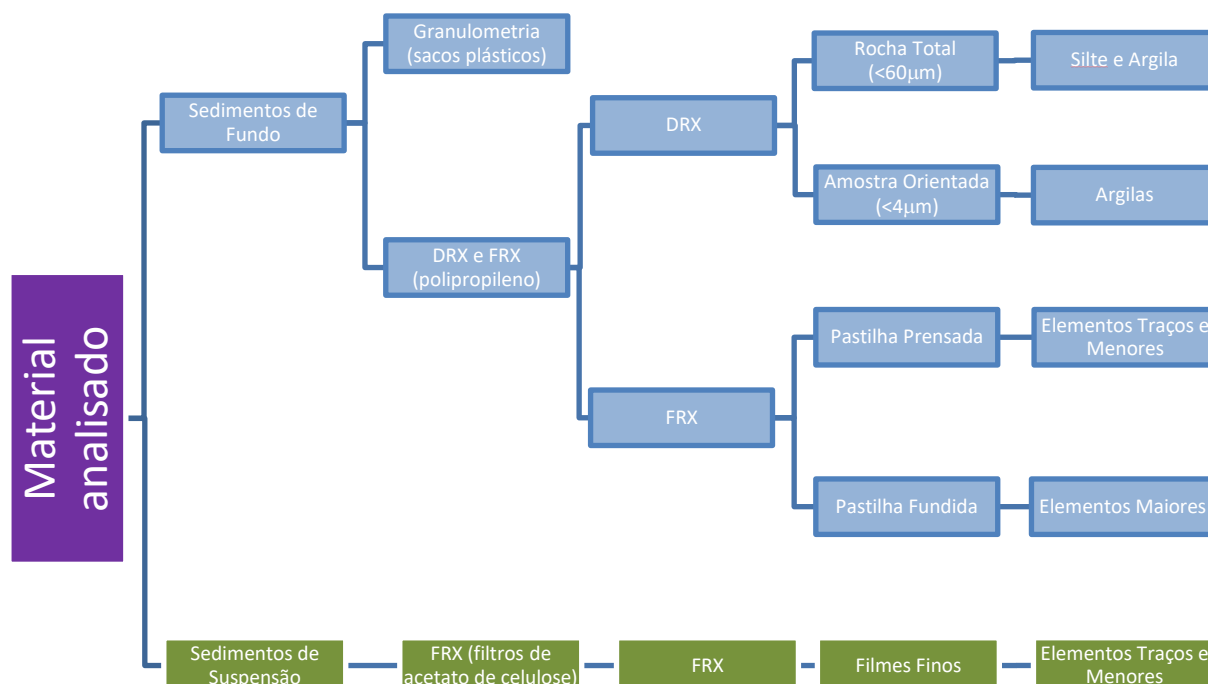 Material
analisado
Sedimentos de
Fundo
Granulometria
(sacos plásticos)
DRX e FRX
(polipropileno)
DRX
Rocha Total
(<60μm)
Silte e Argila
Amostra Orientada
(<4μm)
Argilas
FRX
Pastilha Prensada
Elementos Traços e
Menores
Pastilha Fundida
Elementos Maiores
Sedimentos de
Suspensão
FRX (filtros de
acetato de celulose)
FRX
Filmes Finos
Elementos Traços e
Menores